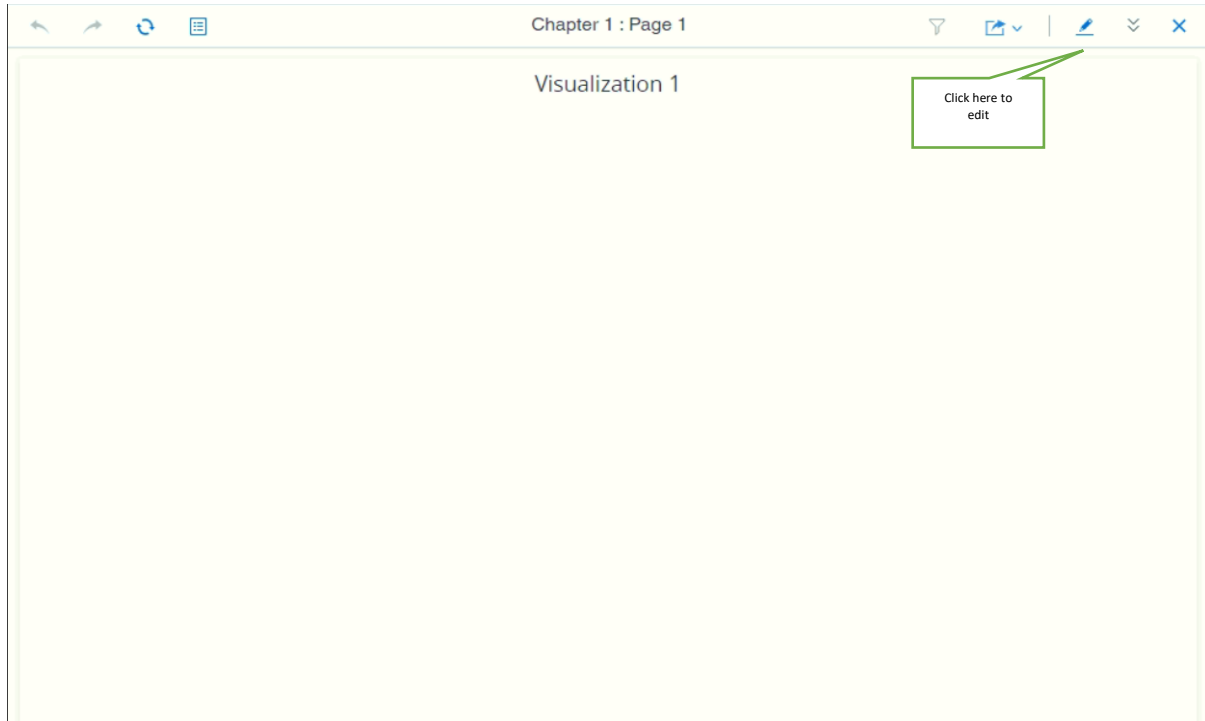 Chapter 1 : Page 1
Visualization 1
Click here to
edit